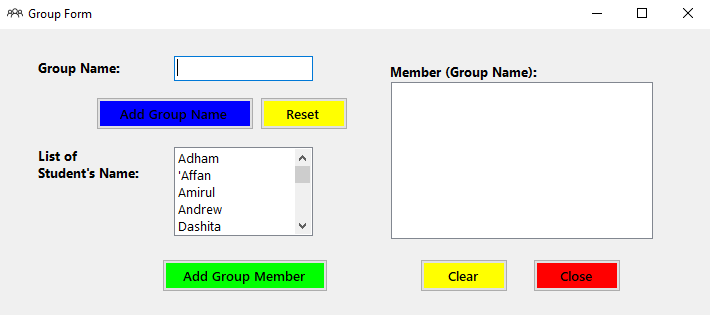 Group Form
Group Name:
Add Group Name
Reset
List of
Student's Name:
Adham
'Affan
Amirul
Andrew
Dashita
Add Group Member
Member (Group Name):
Clear
Close